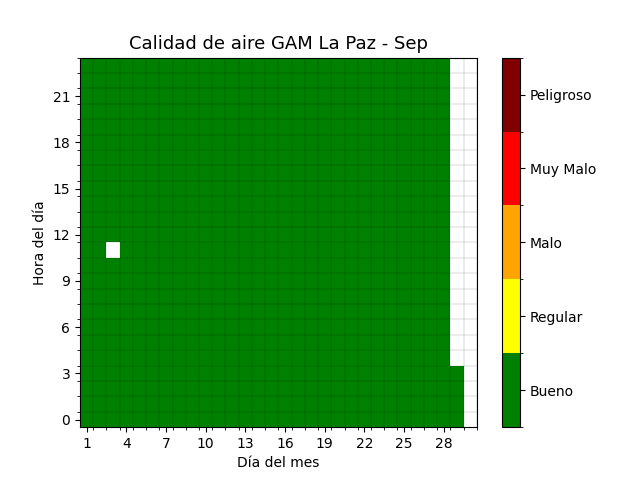 Calidad de aire GAM La Paz - Sep
Hora del día
21
18
15
12
9
6
3
0
1 4 7 10 13 16 19 22 25 28
Día del mes
Peligroso
Muy Malo
Malo
Regular
Bueno